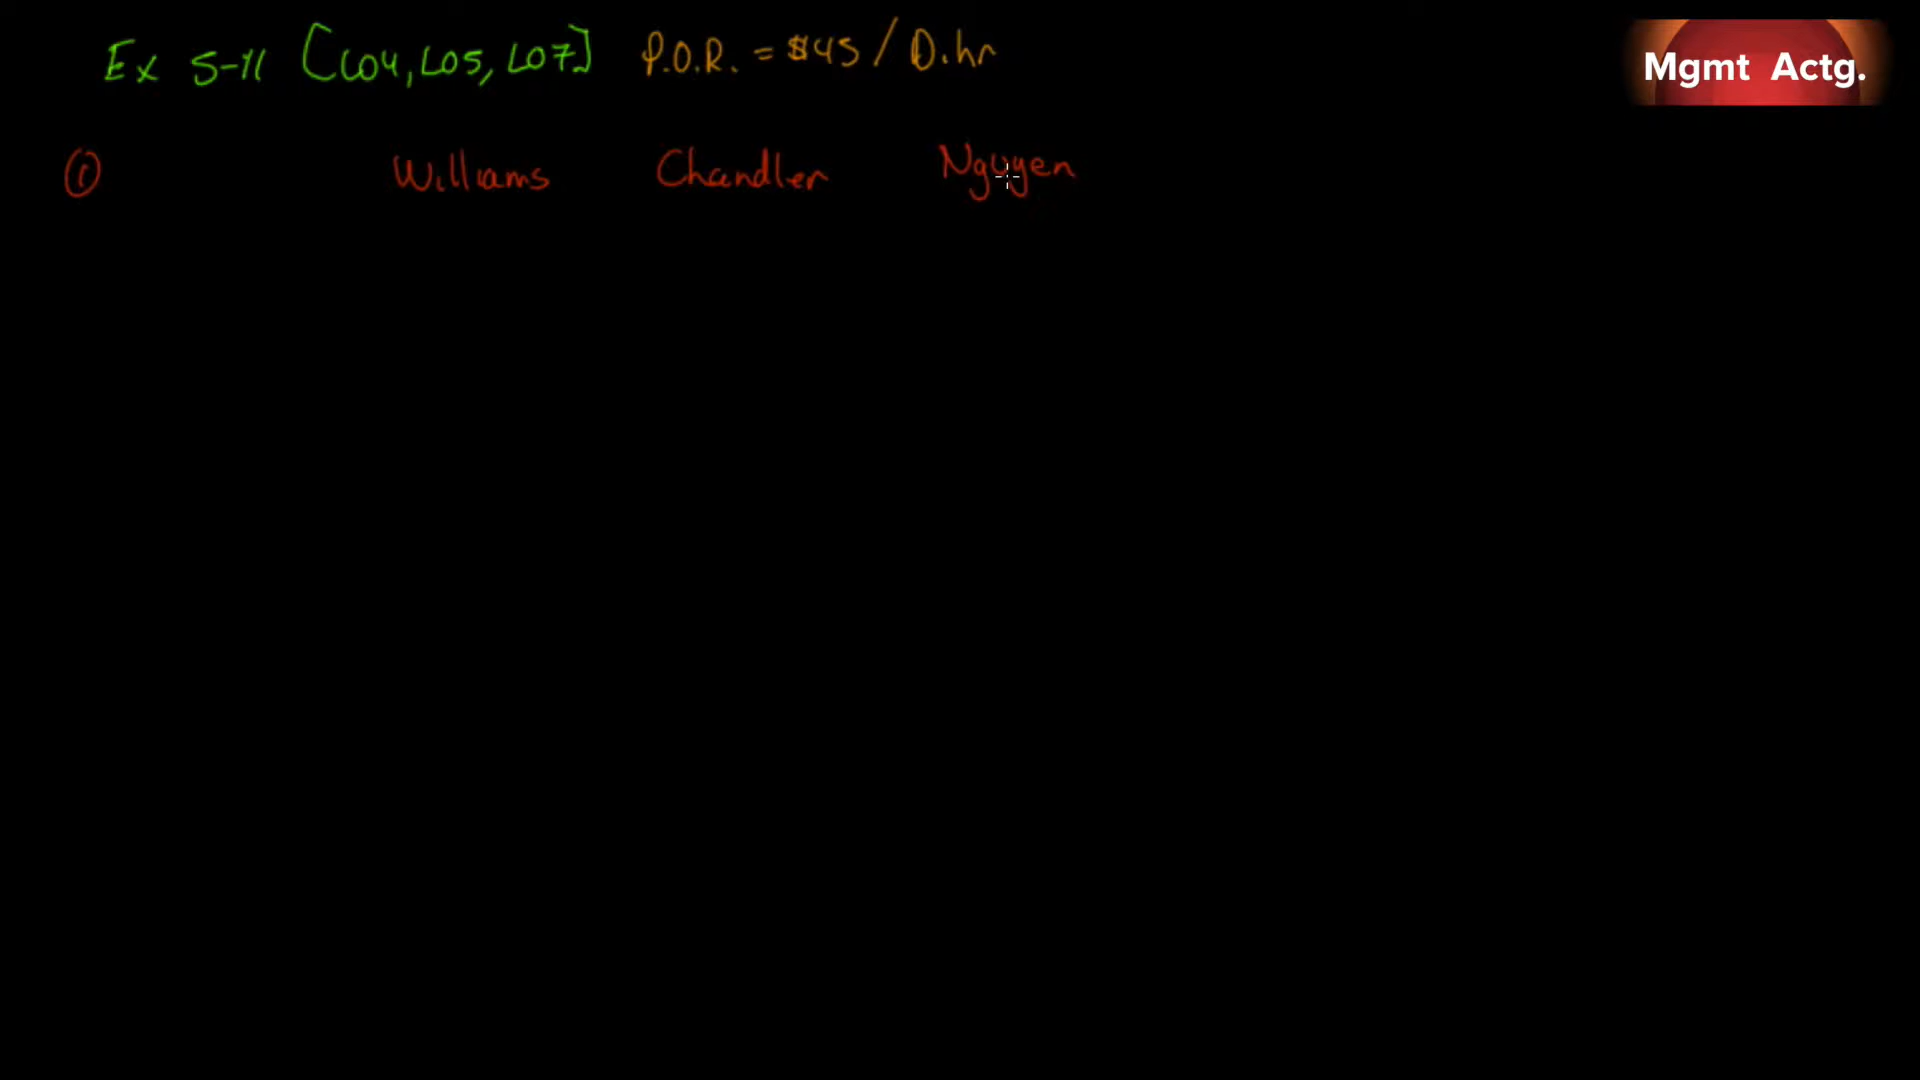 Ex 5-11 [LO4, LO5, LO7] P.O.R. = $45 / D.hr
Mgmt Actg.
① Williams Chandler Nguyen